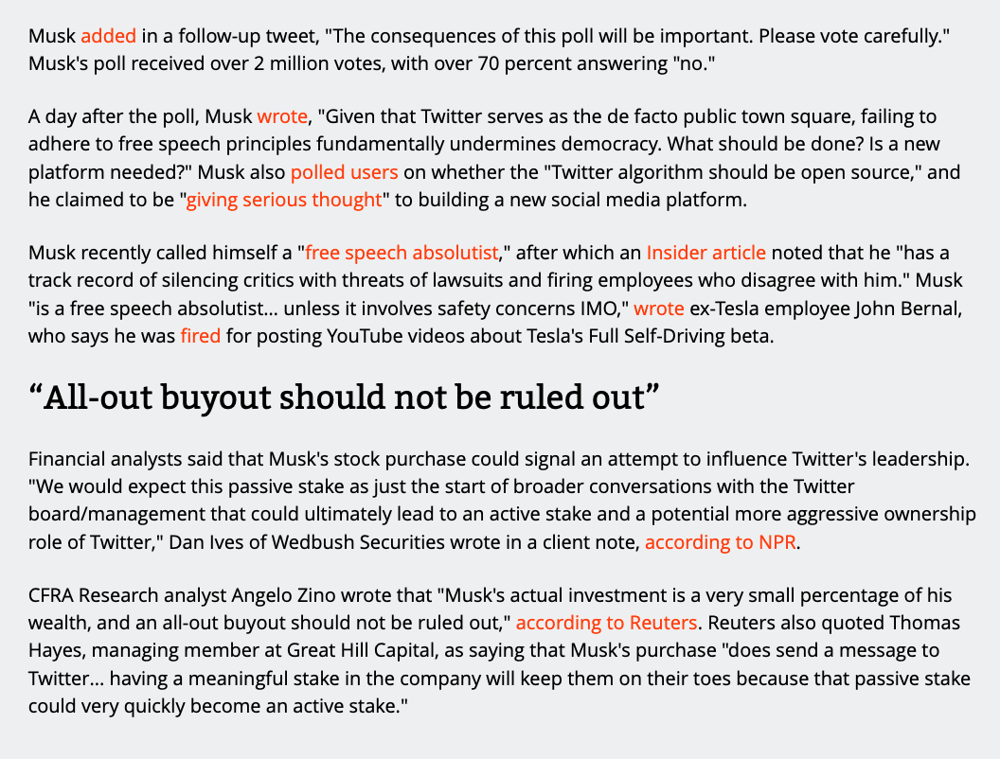 Musk added in a follow-up tweet, "The consequences of this poll will be important. Please vote carefully."
Musk's poll received over 2 million votes, with over 70 percent answering "no."
A day after the poll, Musk wrote, "Given that Twitter serves as the de facto public town square, failing to
adhere to free speech principles fundamentally undermines democracy. What should be done? Is a new
platform needed?" Musk also polled users on whether the "Twitter algorithm should be open source," and
he claimed to be "giving serious thought" to building a new social media platform.
Musk recently called himself a "free speech absolutist," after which an Insider article noted that he "has a
track record of silencing critics with threats of lawsuits and firing employees who disagree with him." Musk
"is a free speech absolutist… unless it involves safety concerns IMO," wrote ex-Tesla employee John Bernal,
who says he was fired for posting YouTube videos about Tesla's Full Self-Driving beta.
“All-out buyout should not be ruled out”
Financial analysts said that Musk's stock purchase could signal an attempt to influence Twitter's leadership.
"We would expect this passive stake as just the start of broader conversations with the Twitter
board/management that could ultimately lead to an active stake and a potential more aggressive ownership
role of Twitter," Dan Ives of Wedbush Securities wrote in a client note, according to NPR.
CFRA Research analyst Angelo Zino wrote that "Musk's actual investment is a very small percentage of his
wealth, and an all-out buyout should not be ruled out," according to Reuters. Reuters also quoted Thomas
Hayes, managing member at Great Hill Capital, as saying that Musk's purchase "does send a message to
Twitter… having a meaningful stake in the company will keep them on their toes because that passive stake
could very quickly become an active stake."